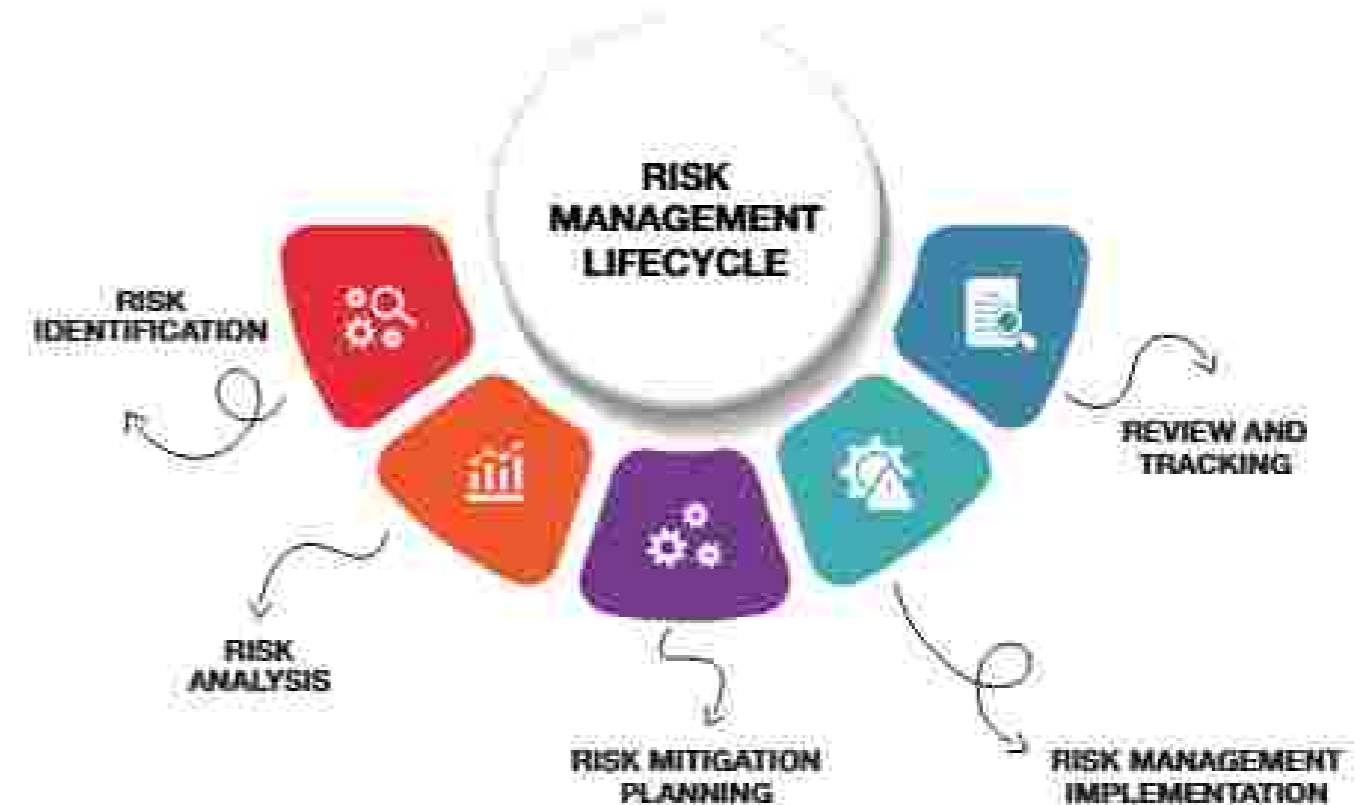 RISK
MANAGEMENT
LIFECYCLE
RISK
IDENTIFICATION
RISK
ANALYSIS
RISK MITIGATION
PLANNING
RISK MANAGEMENT
IMPLEMENTATION
REVIEW AND
TRACKING